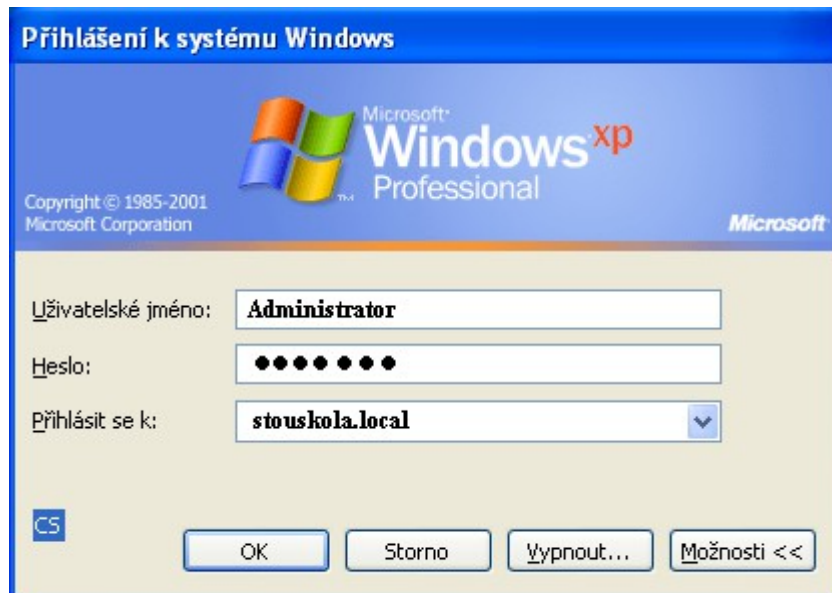 Přihlášení k systému Windows
Microsoft®
Windows xp
Professional
TM
Copyright © 1985-2001
Microsoft Corporation
Microsoft
Uživatelské jméno: Administrator
Heslo: ●●●●●●●
Přihlásit se k: stouskola.local
CS
OK Storno Vypnout... Možnosti <<